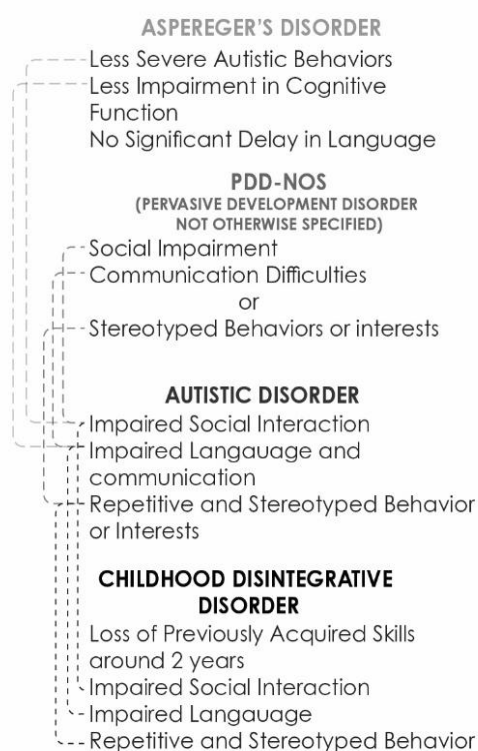 ASPEREGER'S DISORDER
Less Severe Autistic Behaviors
Less Impairment in Cognitive
Function
No Significant Delay in Language
PDD-NOS
(PERVASIVE DEVELOPMENT DISORDER
NOT OTHERWISE SPECIFIED)
Social Impairment
Communication Difficulties
or
Stereotyped Behaviors or interests
AUTISTIC DISORDER
Impaired Social Interaction
Impaired Langauage and
communication
Repetitive and Stereotyped Behavior
or Interests
CHILDHOOD DISINTEGRATIVE
DISORDER
Loss of Previously Acquired Skills
around 2 years
Impaired Social Interaction
Impaired Langauage
Repetitive and Stereotyped Behavior